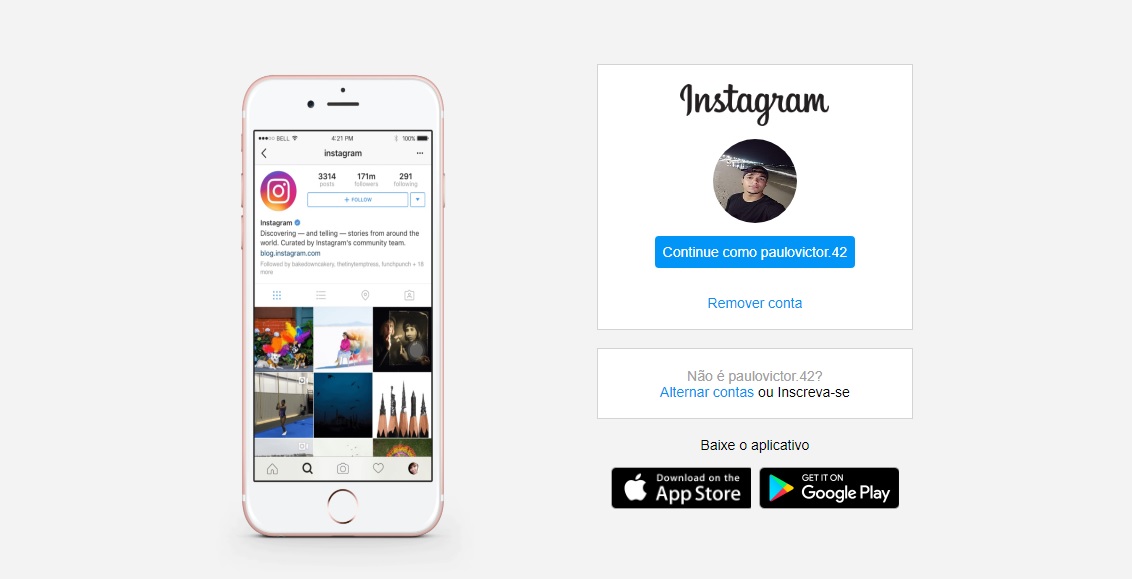 BELL
4:21 PM
100%
instagram
3314
171m
291
posts
followers
following
+ FOLLOW
Instagram
Discovering — and telling — stories from around the
world. Curated by Instagram's community team.
blog.instagram.com
Followed by bakedowncakery, thetinytemptress, lunchpunch + 18
more
Instagram
Continue como paulovictor.42
Remover conta
Não é paulovictor.42?
Alternar contas ou Inscreva-se
Baixe o aplicativo
Download on the
App Store
GET IT ON
Google Play